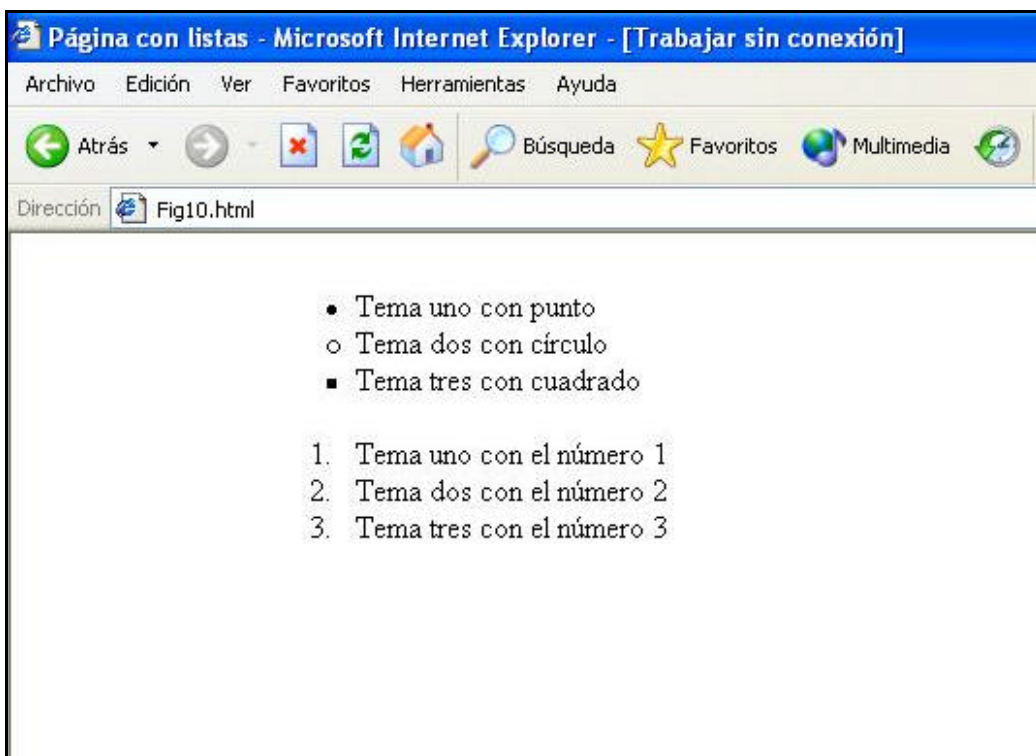 Página con listas - Microsoft Internet Explorer - [Trabajar sin conexión]
Archivo Edición Ver Favoritos Herramientas Ayuda
Atrás Búsqueda Favoritos Multimedia
Dirección Fig10.html
• Tema uno con punto
○ Tema dos con círculo
▪ Tema tres con cuadrado
1. Tema uno con el número 1
2. Tema dos con el número 2
3. Tema tres con el número 3